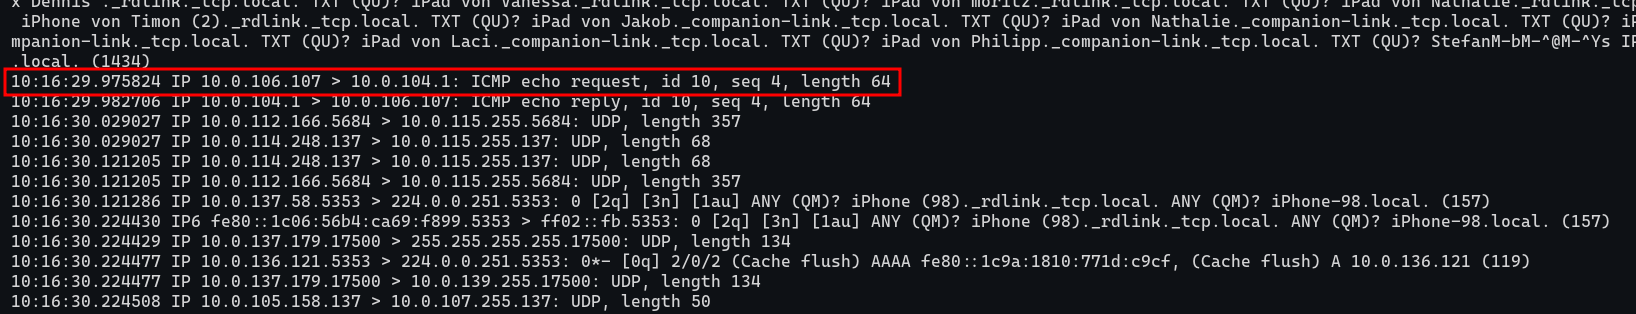 x Dennis ._rdlink._tcp.local. TXT (QU)? iPad von Vanessa._rdlink._tcp.local. TXT (QU)? iPad von moritz._rdlink._tcp.local. TXT (QU)? iPad von Nathalie._rdlink._tcp.local.
iPhone von Timon (2)._rdlink._tcp.local. TXT (QU)? iPad von Jakob._companion-link._tcp.local. TXT (QU)? iPad von Nathalie._companion-link._tcp.local. TXT (QU)? iP
mpanion-link._tcp.local. TXT (QU)? iPad von Laci._companion-link._tcp.local. TXT (QU)? iPad von Philipp._companion-link._tcp.local. TXT (QU)? StefanM-bM-^@M-^Ys IP
.local. (1434)
10:16:29.975824 IP 10.0.106.107 > 10.0.104.1: ICMP echo request, id 10, seq 4, length 64
10:16:29.982706 IP 10.0.104.1 > 10.0.106.107: ICMP echo reply, id 10, seq 4, length 64
10:16:30.029027 IP 10.0.112.166.5684 > 10.0.115.255.5684: UDP, length 357
10:16:30.029027 IP 10.0.114.248.137 > 10.0.115.255.137: UDP, length 68
10:16:30.121205 IP 10.0.114.248.137 > 10.0.115.255.137: UDP, length 68
10:16:30.121205 IP 10.0.112.166.5684 > 10.0.115.255.5684: UDP, length 357
10:16:30.121286 IP 10.0.137.58.5353 > 224.0.0.251.5353: 0 [2q] [3n] [1au] ANY (QM)? iPhone (98)._rdlink._tcp.local. ANY (QM)? iPhone-98.local. (157)
10:16:30.224430 IP6 fe80::1c06:56b4:ca69:f899.5353 > ff02::fb.5353: 0 [2q] [3n] [1au] ANY (QM)? iPhone (98)._rdlink._tcp.local. ANY (QM)? iPhone-98.local. (157)
10:16:30.224429 IP 10.0.137.179.17500 > 255.255.255.255.17500: UDP, length 134
10:16:30.224477 IP 10.0.136.121.5353 > 224.0.0.251.5353: 0*- [0q] 2/0/2 (Cache flush) AAAA fe80::1c9a:1810:771d:c9cf, (Cache flush) A 10.0.136.121 (119)
10:16:30.224477 IP 10.0.137.179.17500 > 10.0.139.255.17500: UDP, length 134
10:16:30.224508 IP 10.0.105.158.137 > 10.0.107.255.137: UDP, length 50